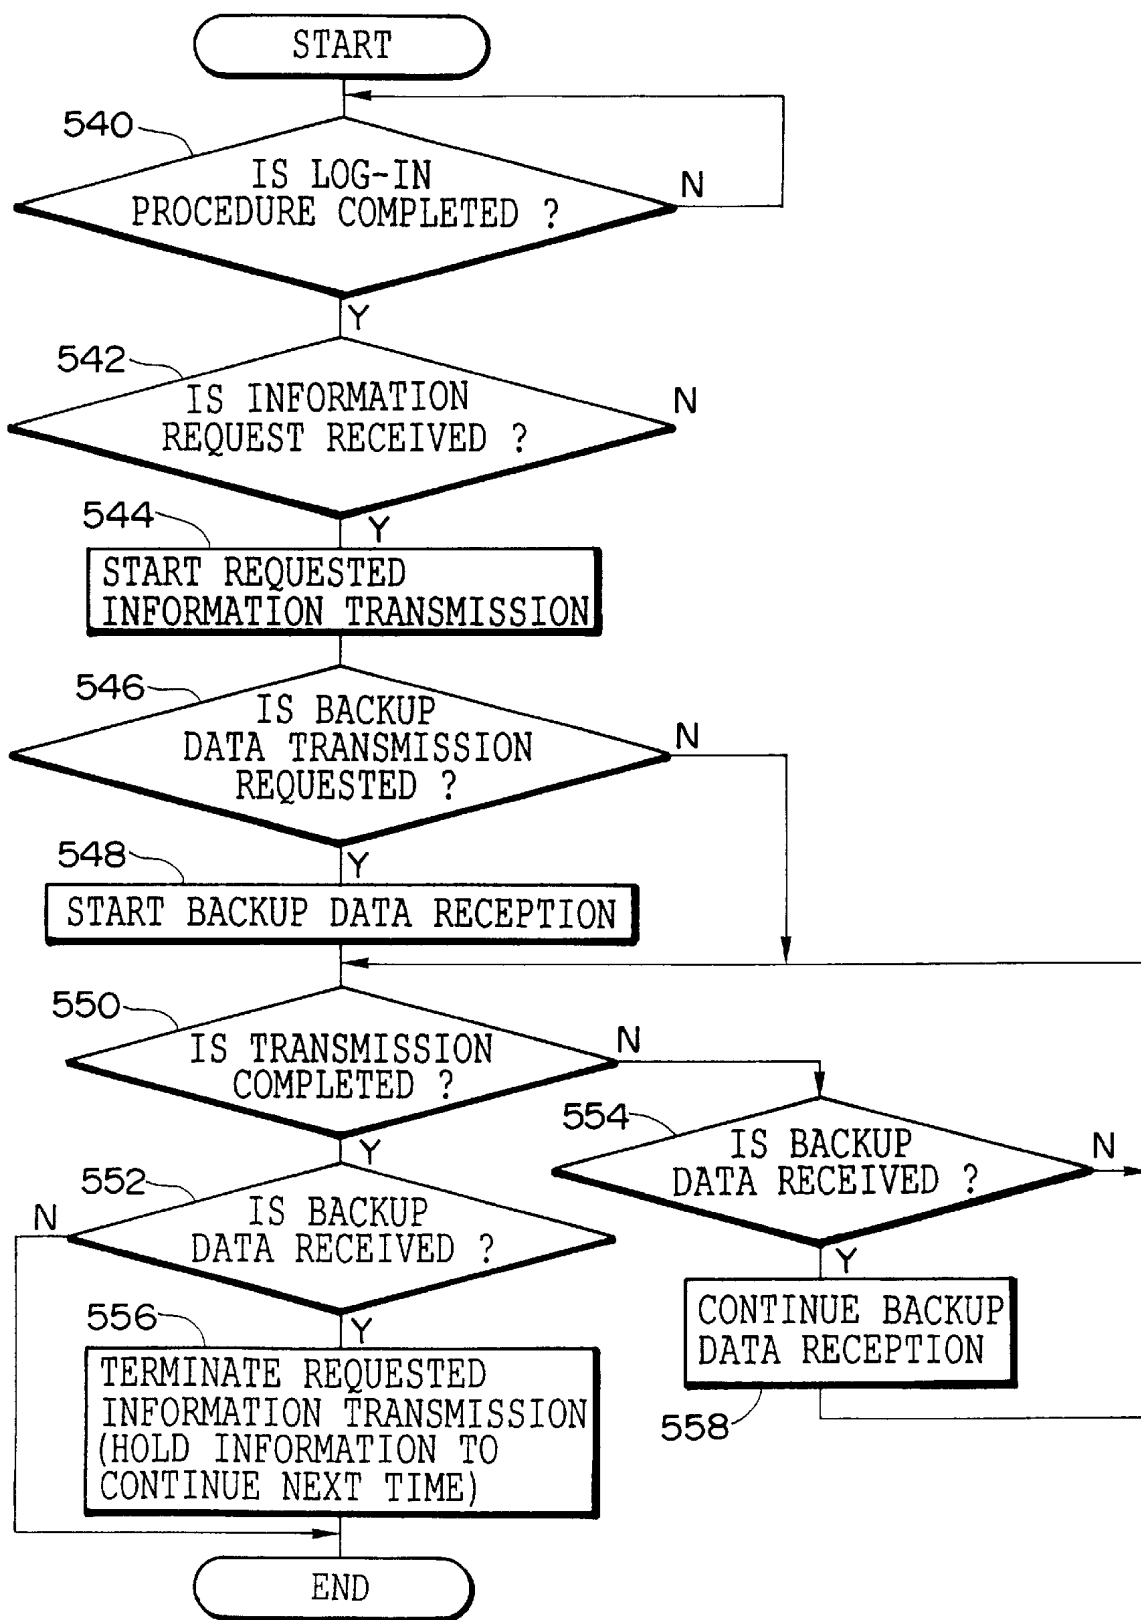 START
540
IS LOG-IN
PROCEDURE COMPLETED ?
N
Y
542
IS INFORMATION
REQUEST RECEIVED ?
N
Y
544
START REQUESTED
INFORMATION TRANSMISSION
546
IS BACKUP
DATA TRANSMISSION
REQUESTED ?
N
Y
548
START BACKUP DATA RECEPTION
550
IS TRANSMISSION
COMPLETED ?
N
Y
554
IS BACKUP
DATA RECEIVED ?
N
Y
552
IS BACKUP
DATA RECEIVED ?
N
Y
558
CONTINUE BACKUP
DATA RECEPTION
556
TERMINATE REQUESTED
INFORMATION TRANSMISSION
(HOLD INFORMATION TO
CONTINUE NEXT TIME)
END